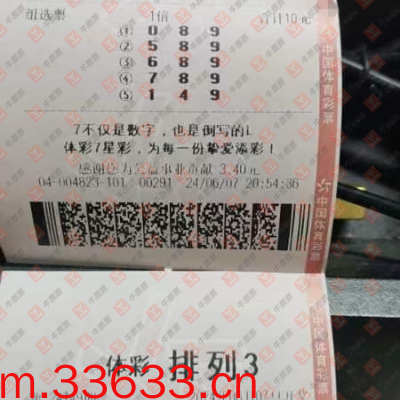 组选票 1倍 合计10元
① 0 8 9
② 5 8 9
③ 6 8 9
④ 7 8 9
⑤ 1 4 9
7不仅是数字，也是倒写的L
体彩7星彩，为每一份挚爱添彩！
感谢您为公益事业贡献 3.40元
04-004823-101 00291 24/06/07 20:54:36
中国体育彩票
中国体育彩票
中国体育彩票
体彩 排列3
m.33633.cn